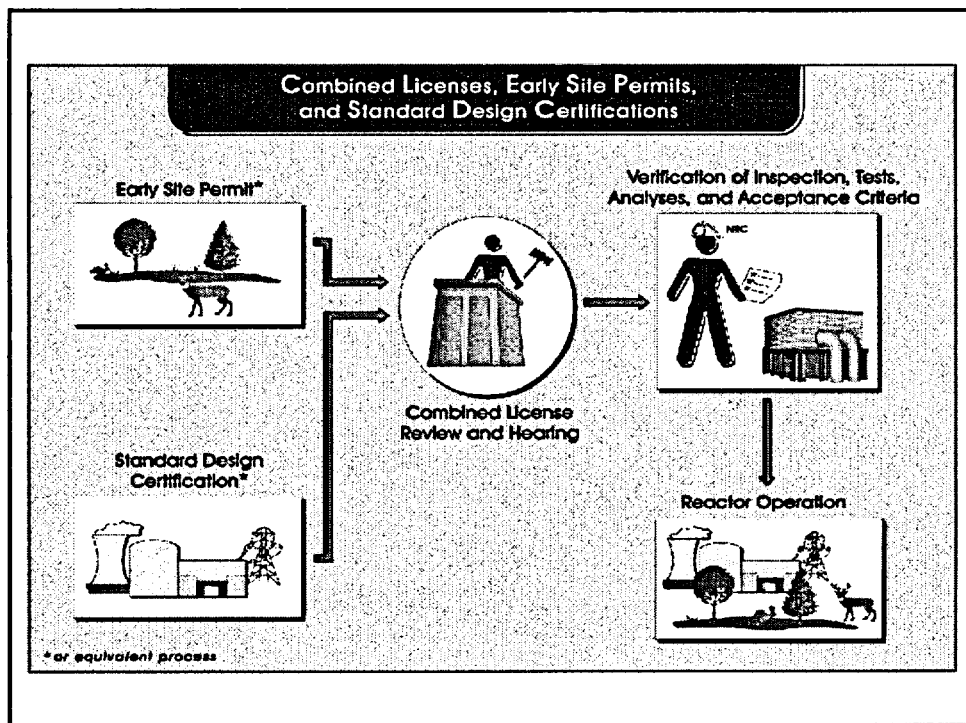 Combined Licenses, Early Site Permits,
and Standard Design Certifications
Early Site Permit*
Standard Design
Certification*
Combined License
Review and Hearing
Verification of Inspection, Tests,
Analyses, and Acceptance Criteria
NRC
Reactor Operation
*or equivalent process